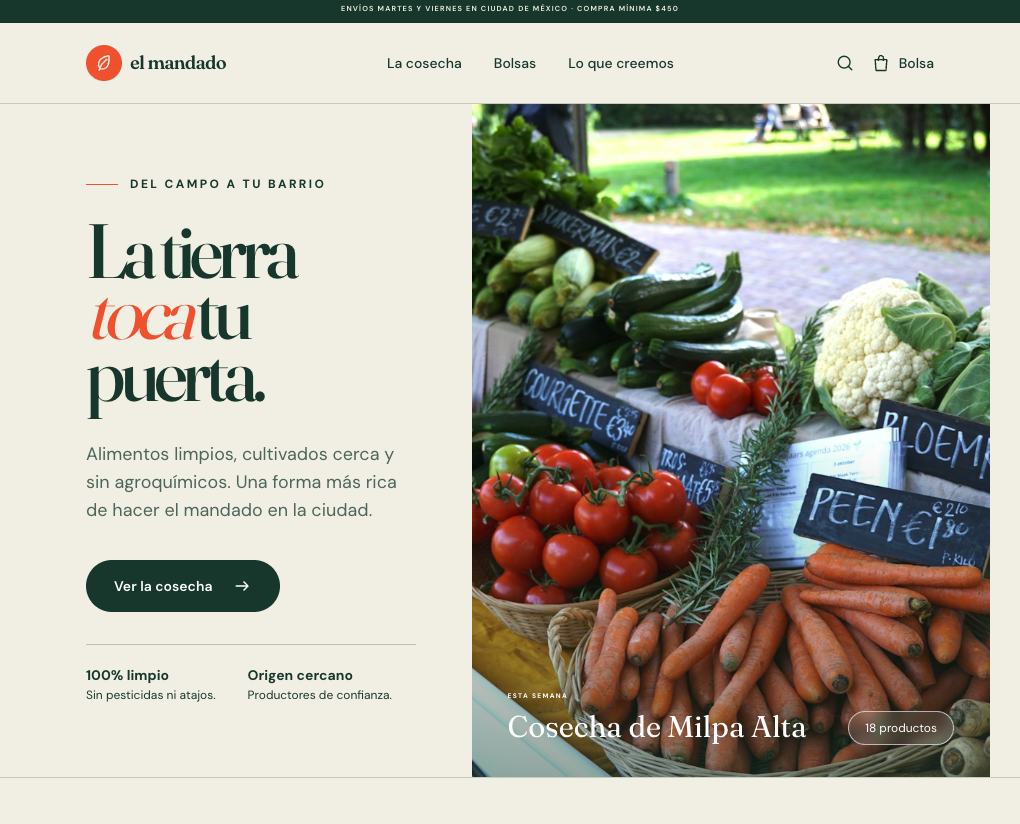 ENVÍOS MARTES Y VIERNES EN CIUDAD DE MÉXICO · COMPRA MÍNIMA $450
el mandado
La cosecha
Bolsas
Lo que creemos
Bolsa
DEL CAMPO A TU BARRIO
La tierra
toca tu
puerta.
Alimentos limpios, cultivados cerca y
sin agroquímicos. Una forma más rica
de hacer el mandado en la ciudad.
Ver la cosecha
100% limpio
Sin pesticidas ni atajos.
Origen cercano
Productores de confianza.
COURGETTE
PEEN €1,80
ESTA SEMANA
Cosecha de Milpa Alta
18 productos